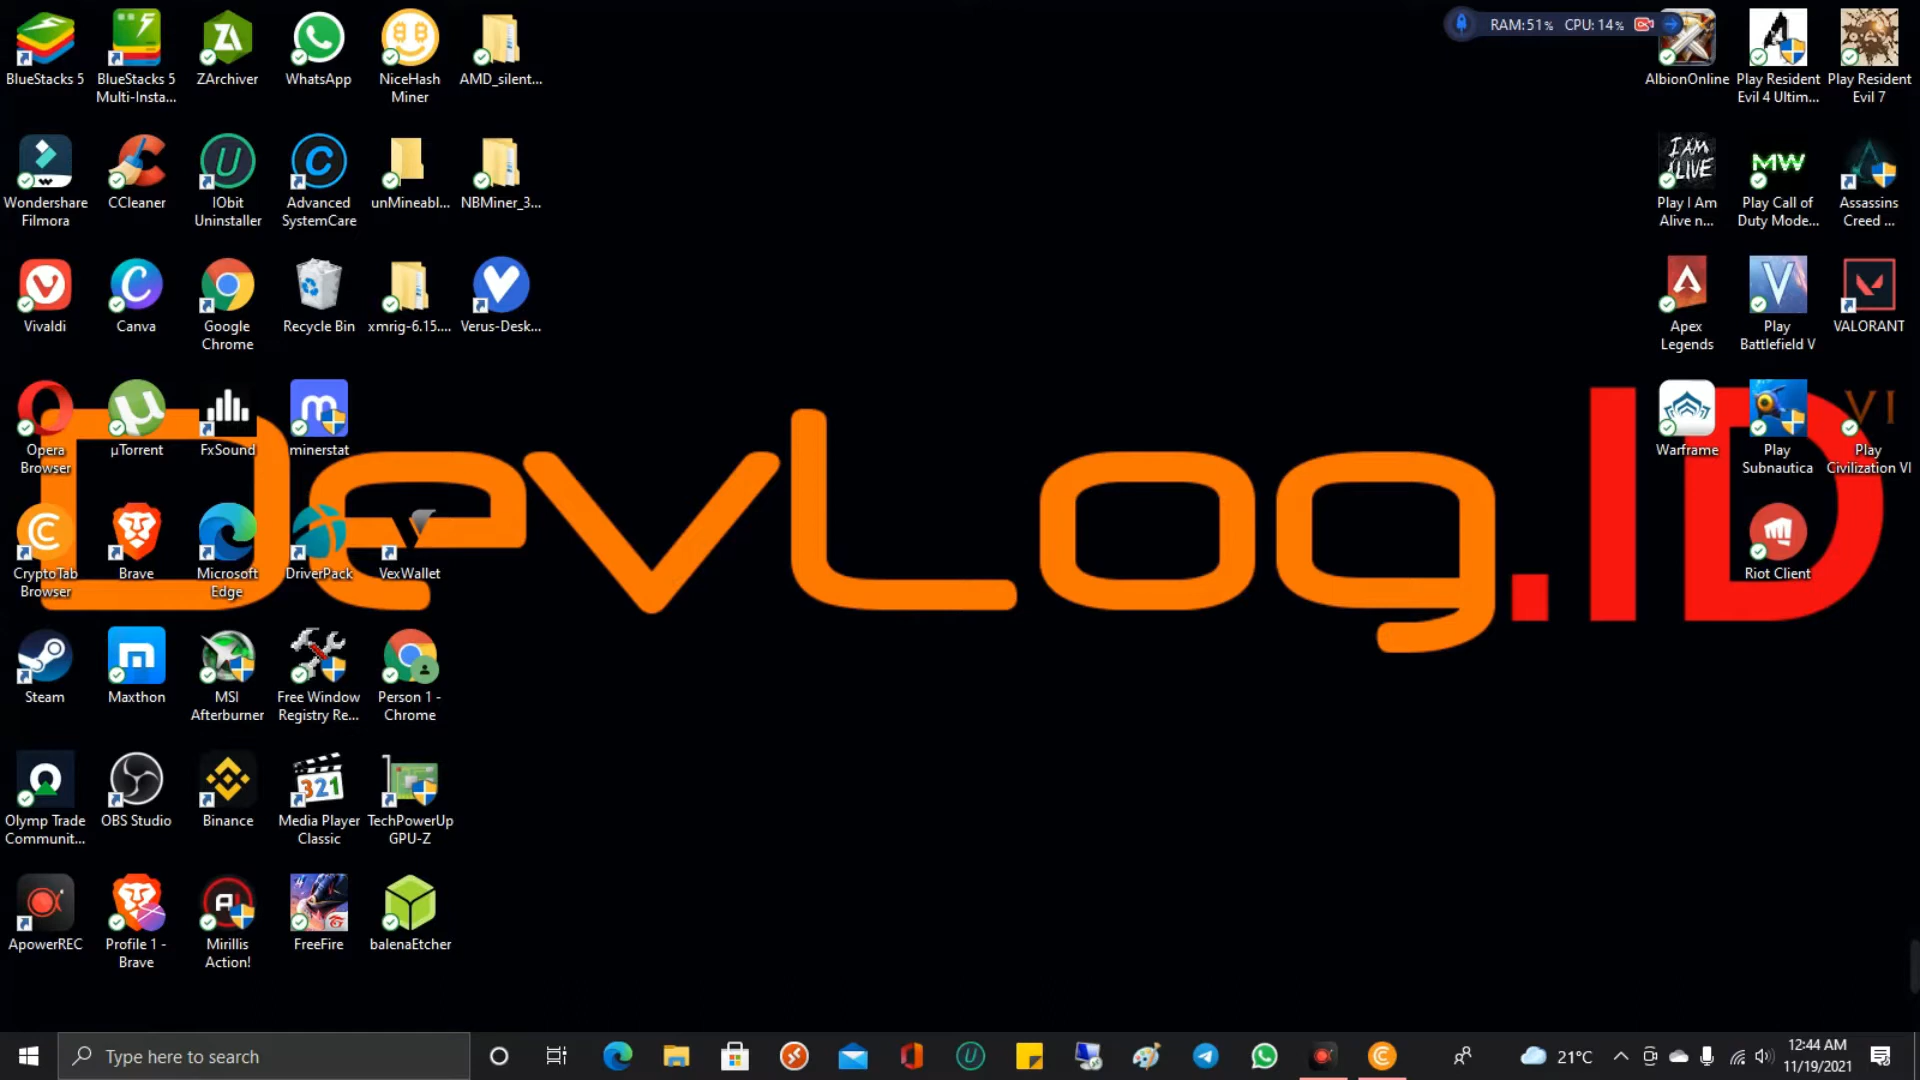 BlueStacks 5
BlueStacks 5
Multi-Insta...
ZArchiver
WhatsApp
NiceHash
Miner
AMD_silent...
RAM:51% CPU: 14%
AlbionOnline
Play Resident
Evil 4 Ultim...
Play Resident
Evil 7
Wondershare
Filmora
CCleaner
IObit
Uninstaller
Advanced
SystemCare
unMineabl...
NBMiner_3...
I AM
ALIVE
Play I Am
Alive n...
MW
Play Call of
Duty Mode...
Assassins
Creed ...
Vivaldi
Canva
Google
Chrome
Recycle Bin
xmrig-6.15....
Verus-Desk...
Apex
Legends
V
Play
Battlefield V
VALORANT
Opera
Browser
µTorrent
FxSound
minerstat
Warframe
Play
Subnautica
VI
Play
Civilization VI
DevLog.ID
CryptoTab
Browser
Brave
Microsoft
Edge
DriverPack
VexWallet
Riot Client
Steam
Maxthon
MSI
Afterburner
Free Window
Registry Re...
Person 1 -
Chrome
Olymp Trade
Communit...
OBS Studio
Binance
321
Media Player
Classic
TechPowerUp
GPU-Z
ApowerREC
Profile 1 -
Brave
Mirillis
Action!
FreeFire
balenaEtcher
Type here to search
21°C
12:44 AM
11/19/2021